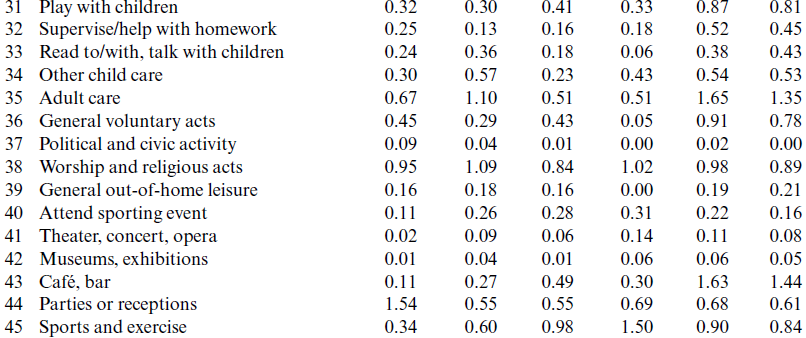 31 Play with children 0.32 0.30 0.41 0.33 0.87 0.81
32 Supervise/help with homework 0.25 0.13 0.16 0.18 0.52 0.45
33 Read to/with, talk with children 0.24 0.36 0.18 0.06 0.38 0.43
34 Other child care 0.30 0.57 0.23 0.43 0.54 0.53
35 Adult care 0.67 1.10 0.51 0.51 1.65 1.35
36 General voluntary acts 0.45 0.29 0.43 0.05 0.91 0.78
37 Political and civic activity 0.09 0.04 0.01 0.00 0.02 0.00
38 Worship and religious acts 0.95 1.09 0.84 1.02 0.98 0.89
39 General out-of-home leisure 0.16 0.18 0.16 0.00 0.19 0.21
40 Attend sporting event 0.11 0.26 0.28 0.31 0.22 0.16
41 Theater, concert, opera 0.02 0.09 0.06 0.14 0.11 0.08
42 Museums, exhibitions 0.01 0.04 0.01 0.06 0.06 0.05
43 Café, bar 0.11 0.27 0.49 0.30 1.63 1.44
44 Parties or receptions 1.54 0.55 0.55 0.69 0.68 0.61
45 Sports and exercise 0.34 0.60 0.98 1.50 0.90 0.84